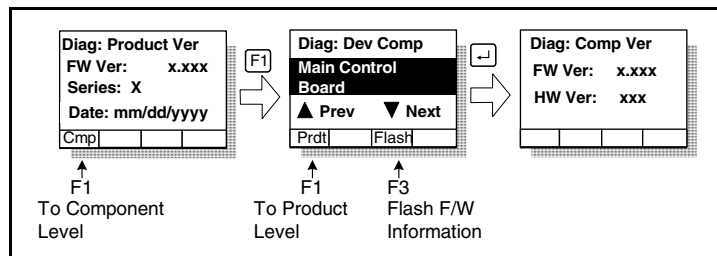 Diag: Product Ver
FW Ver: x.xxx
Series: X
Date: mm/dd/yyyy
Cmp
F1
To Component
Level
F1
Diag: Dev Comp
Main Control
Board
▲ Prev ▼ Next
Prdt Flash
F1
To Product
Level
F3
Flash F/W
Information
↵
Diag: Comp Ver
FW Ver: x.xxx
HW Ver: xxx